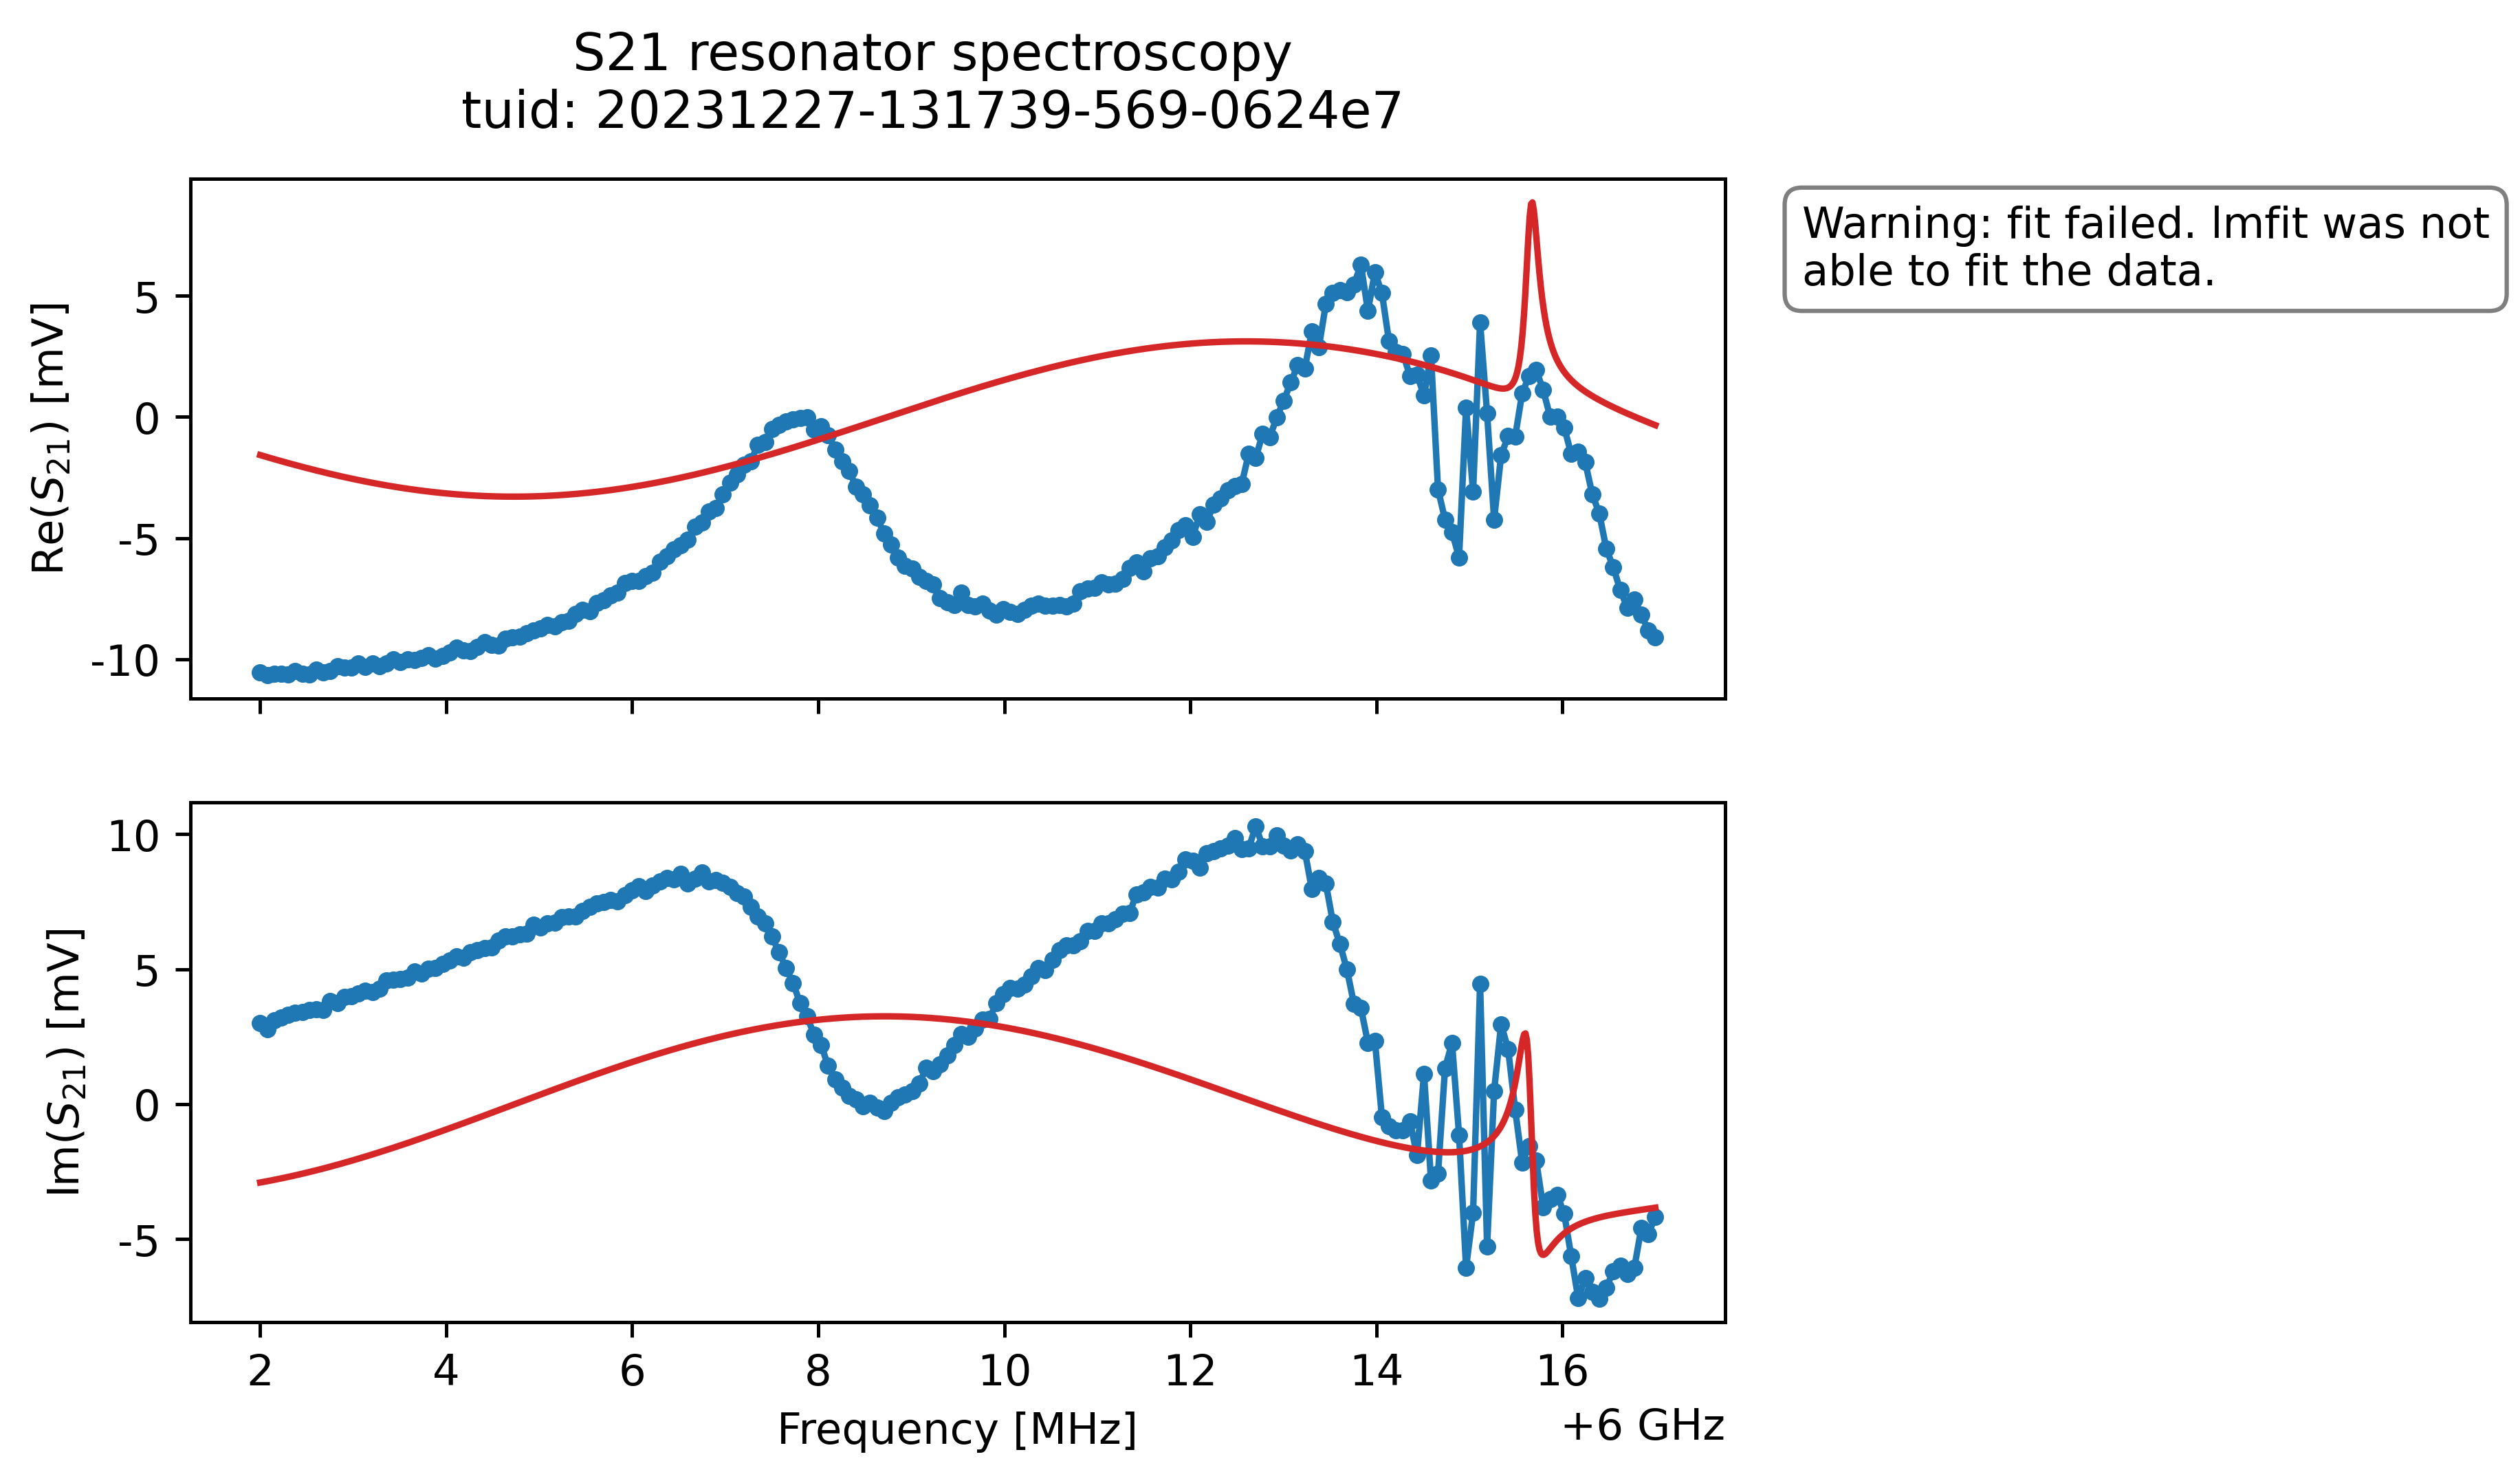 S21 resonator spectroscopy
tuid: 20231227-131739-569-0624e7
Warning: fit failed. lmfit was not
able to fit the data.
Re(S21) [mV]
5
0
-5
-10
Im(S21) [mV]
10
5
0
-5
2 4 6 8 10 12 14 16
Frequency [MHz]
+6 GHz